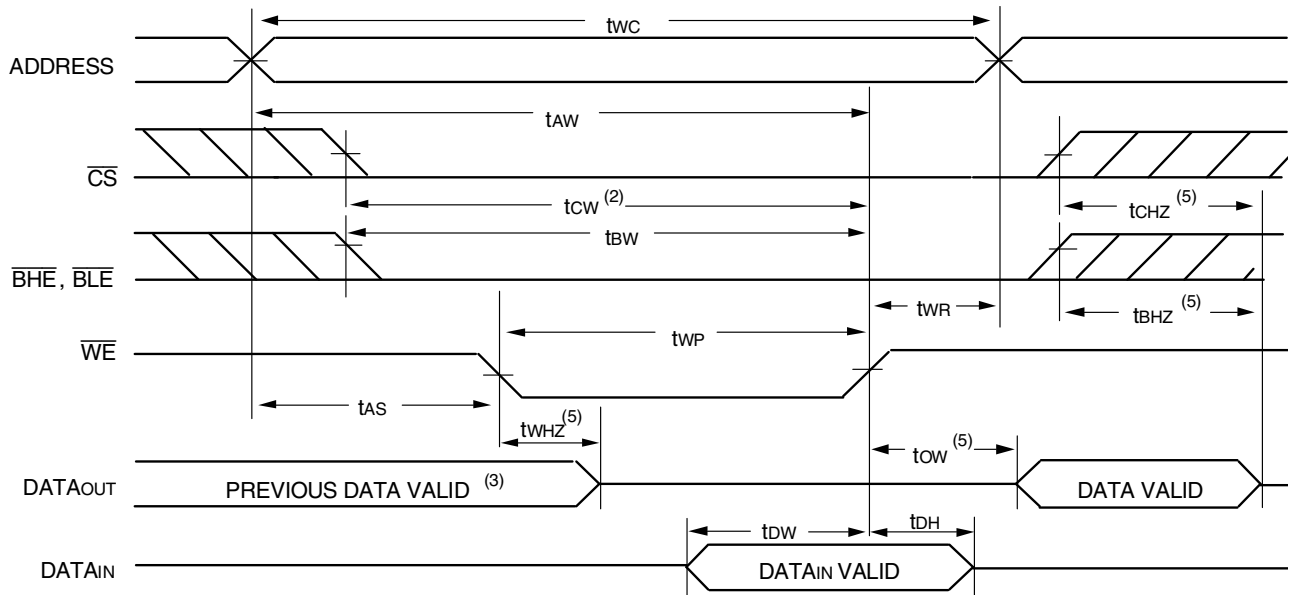 tWC
ADDRESS
tAW
CS
tCW (2)
tCHZ (5)
tBW
BHE, BLE
tWR
tBHZ (5)
tWP
WE
tAS
tWHZ (5)
tOW (5)
DATAOUT
PREVIOUS DATA VALID (3)
DATA VALID
tDW
tDH
DATAIN
DATAIN VALID